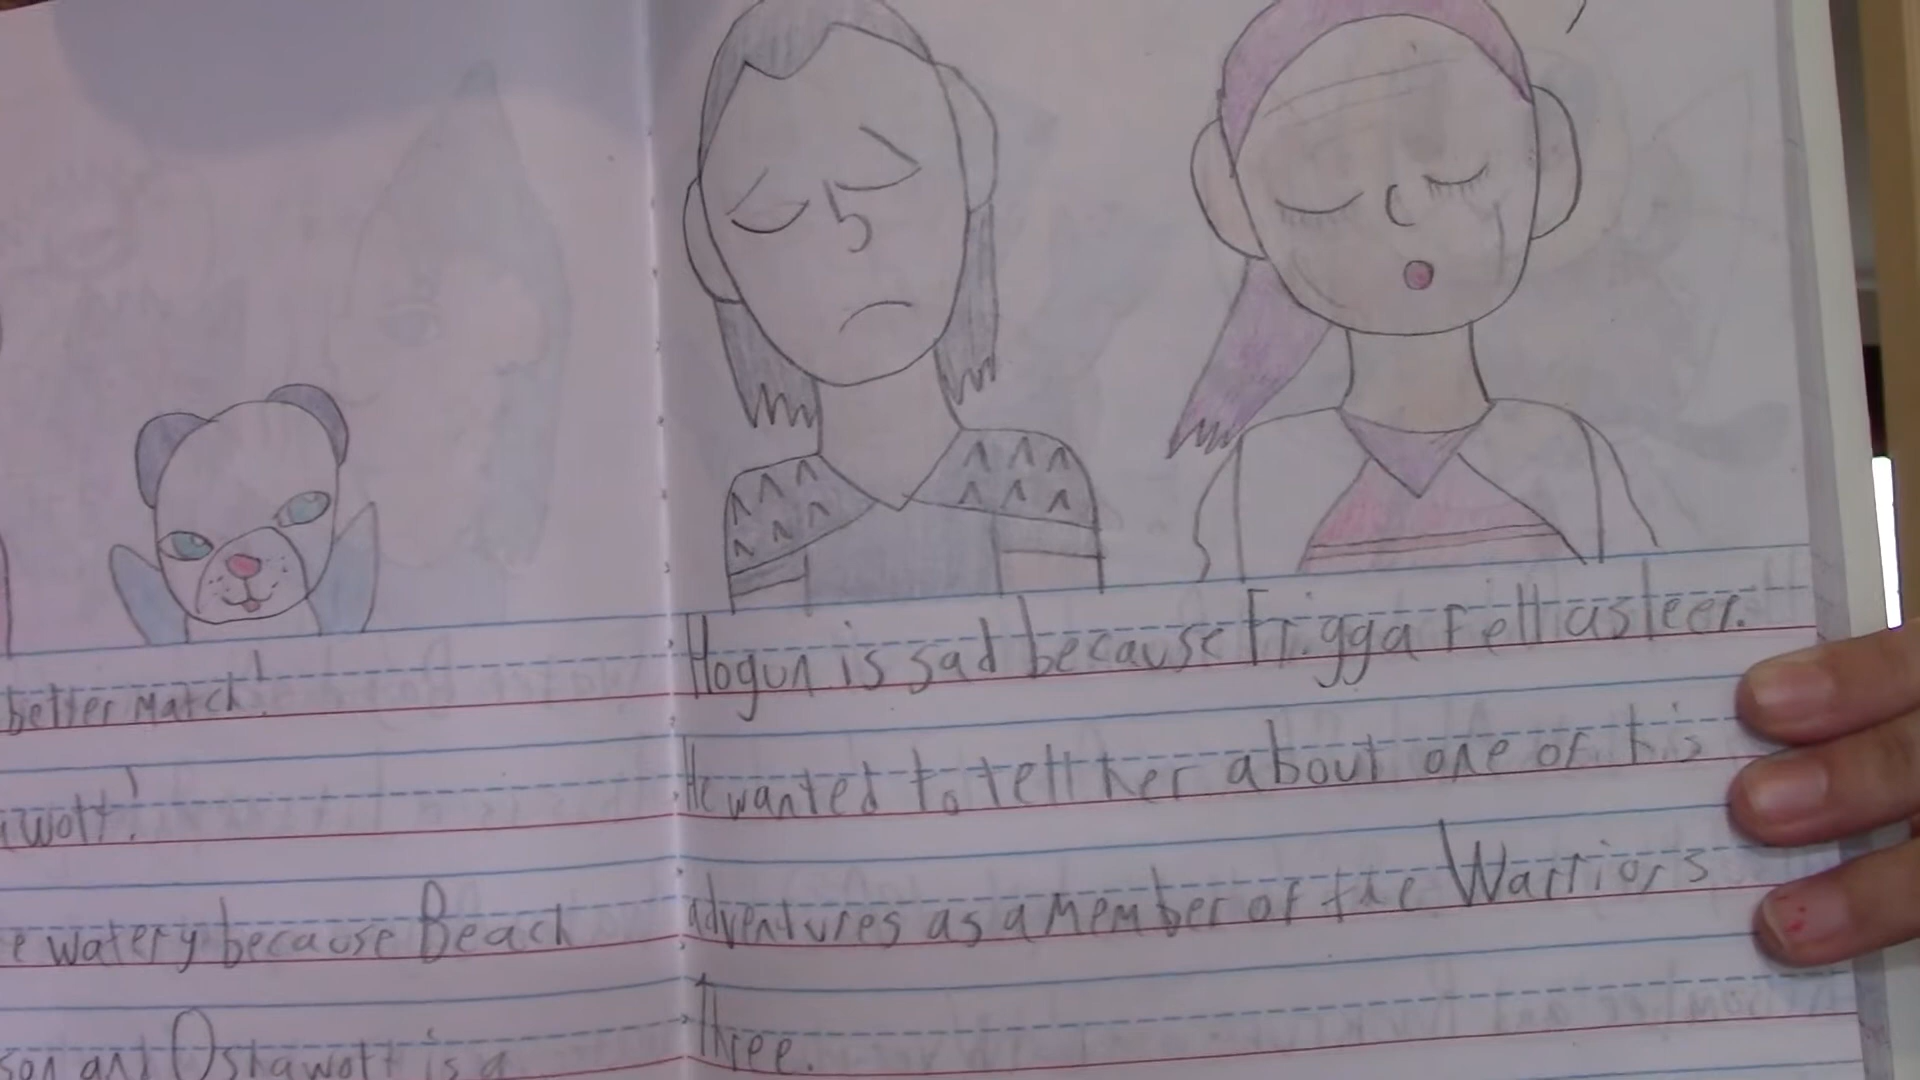 better Match!
awott!
e watery because Beach
son and Oshawott is a
Hogun is sad because Frigga Fell asleep.
He wanted to tell her about one of his
adventures as a member of the Warriors
Three.